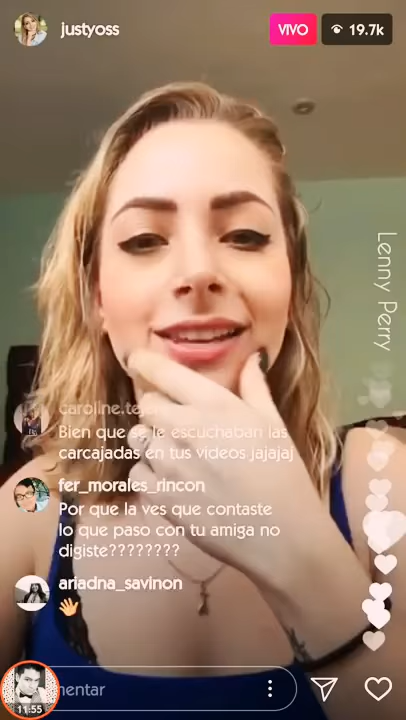 justyoss
VIVO
19.7k
Lenny Perry
Bien que se le escuchaban las
carcajadas en tus videos jajajaj
fer_morales_rincon
Por que la ves que contaste
lo que paso con tu amiga no
digiste????????
ariadna_savinon
👋
11:55